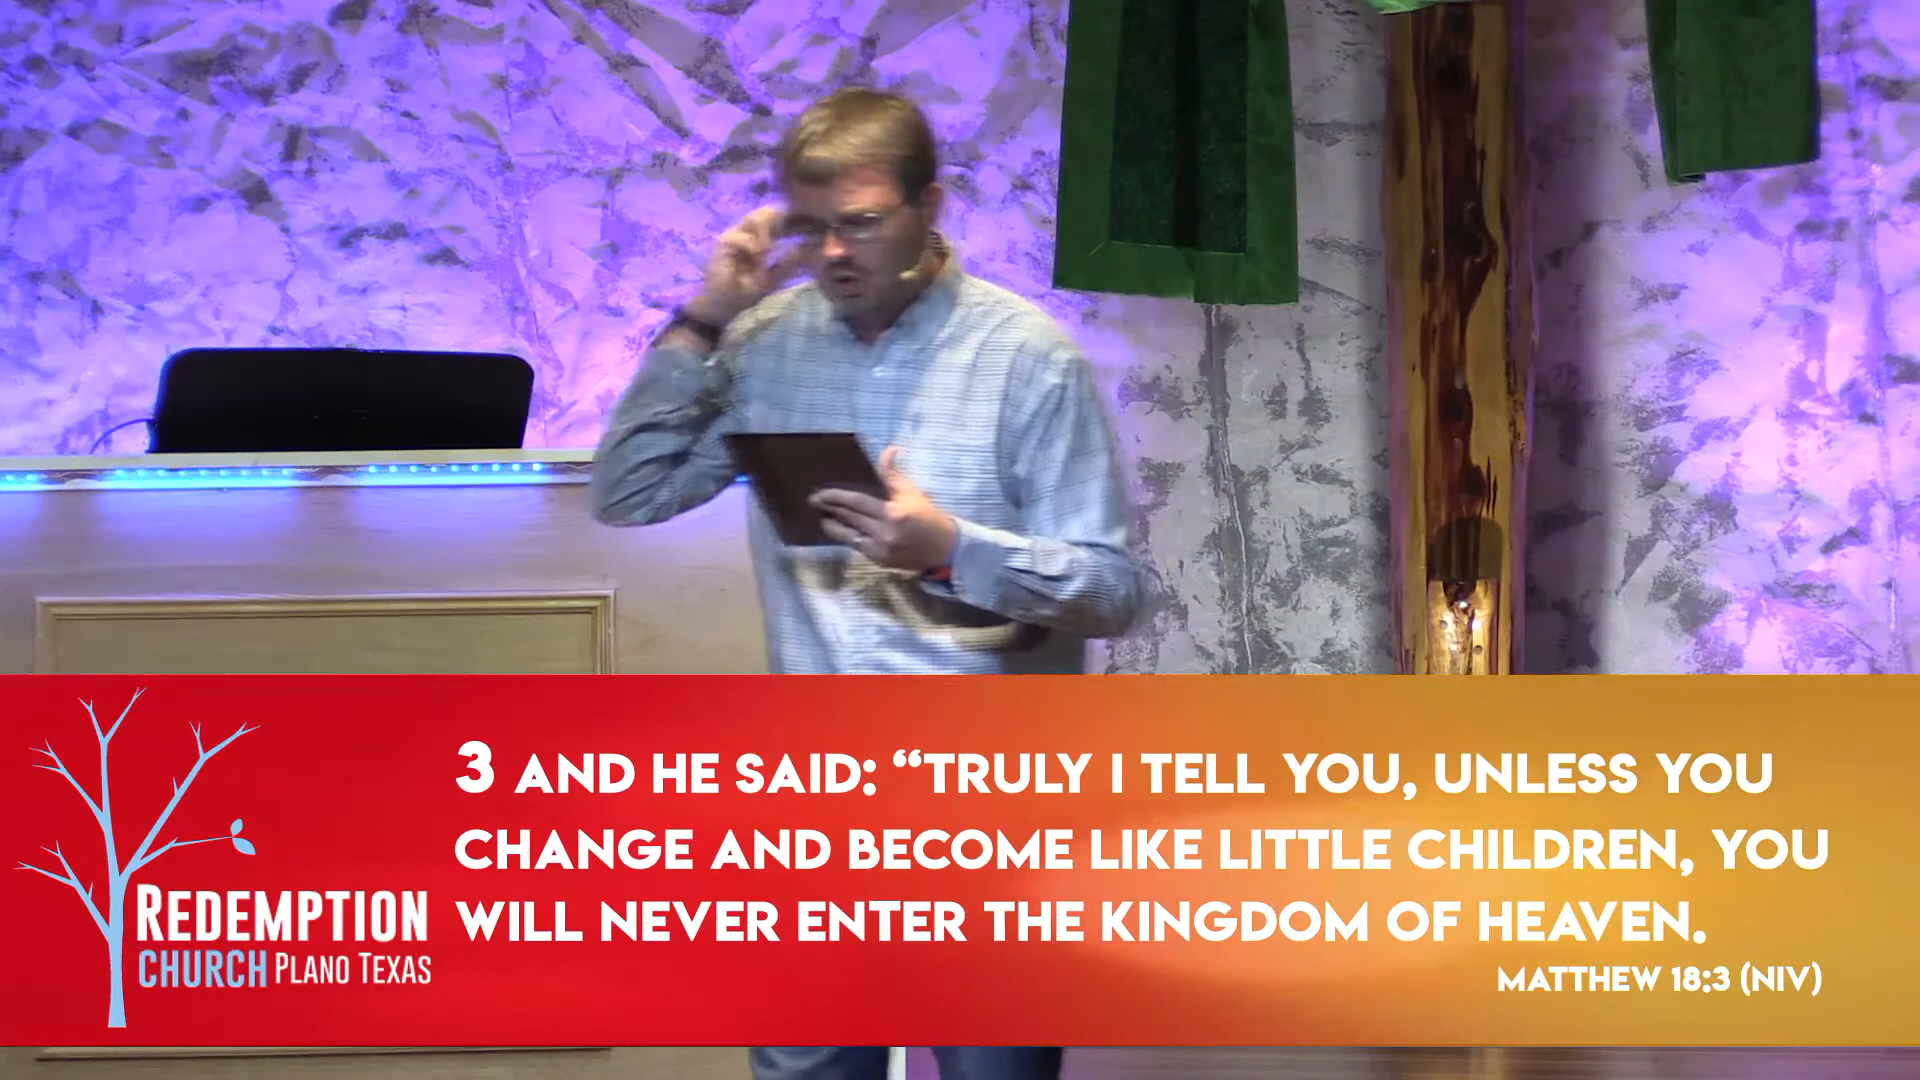 3 AND HE SAID: “TRULY I TELL YOU, UNLESS YOU
CHANGE AND BECOME LIKE LITTLE CHILDREN, YOU
WILL NEVER ENTER THE KINGDOM OF HEAVEN.
MATTHEW 18:3 (NIV)
REDEMPTION
CHURCH PLANO TEXAS